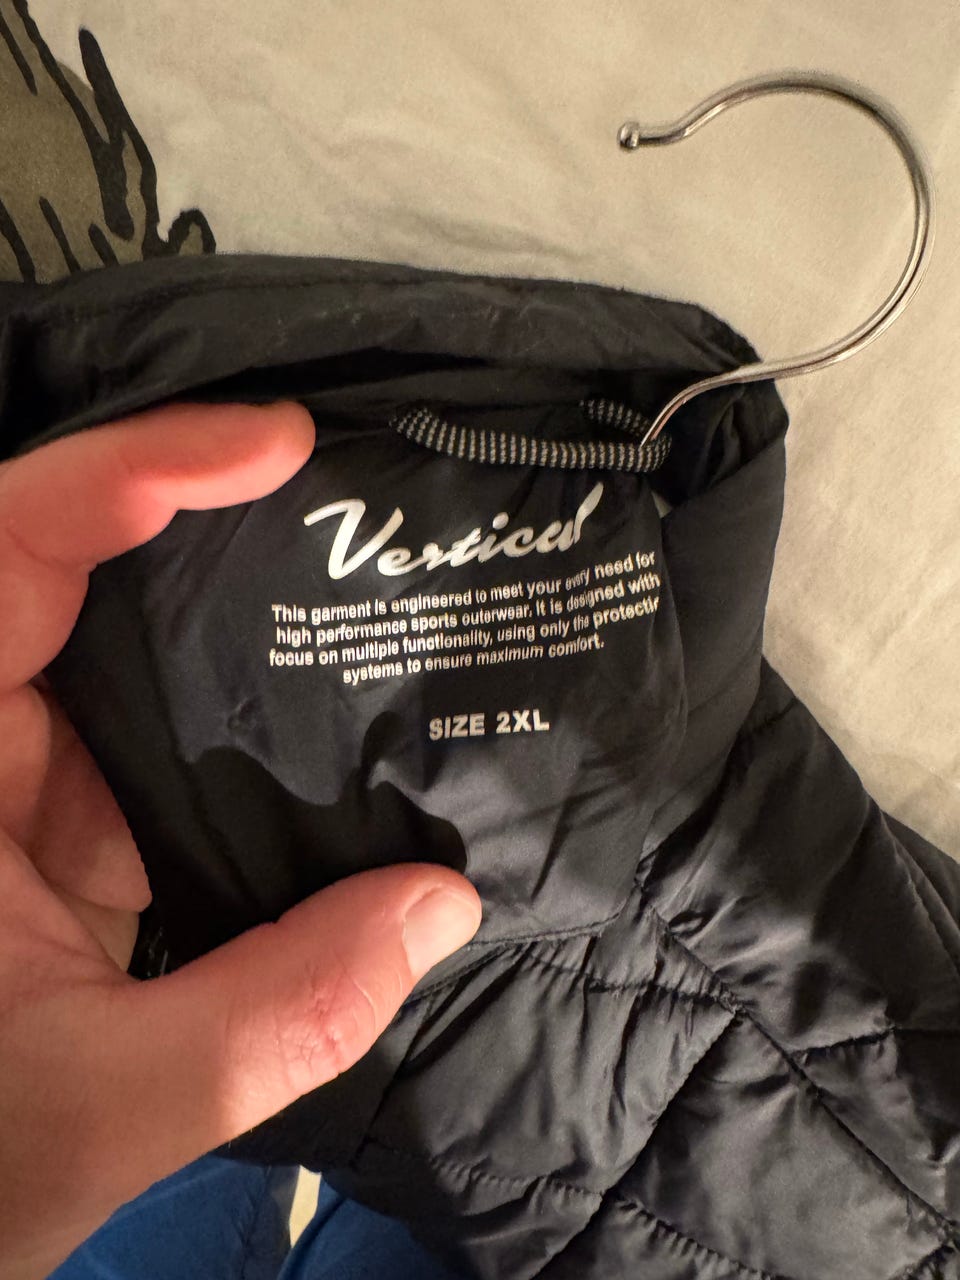 Vertical
This garment is engineered to meet your every need for
high performance sports outerwear. It is designed with
focus on multiple functionality, using only the protectiv
systems to ensure maximum comfort.
SIZE 2XL